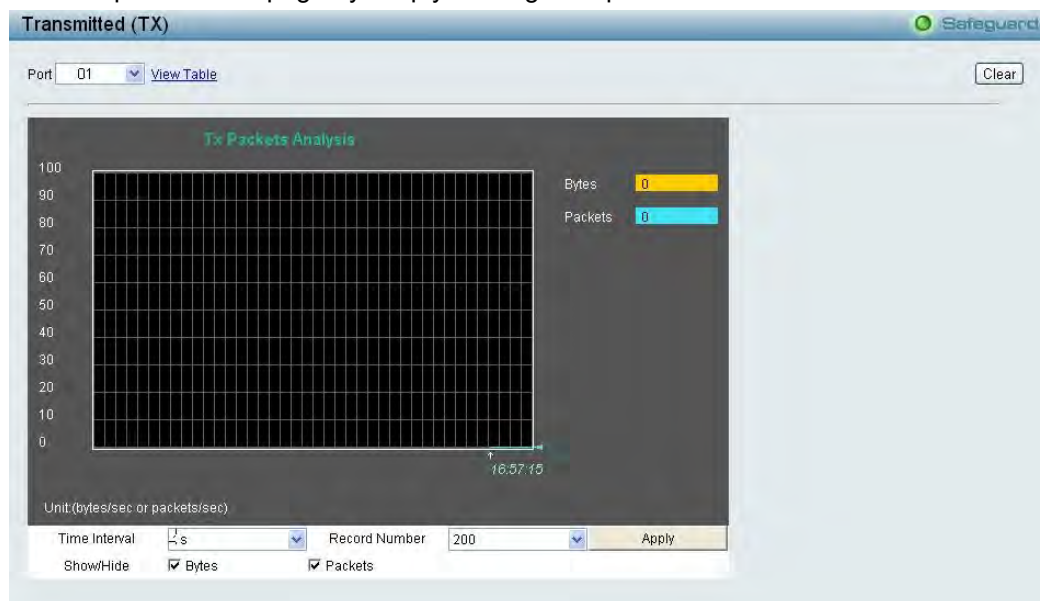 Transmitted (TX)
Safeguard
Port 01 View Table
Clear
Tx Packets Analysis
100
90
80
70
60
50
40
30
20
10
0
Bytes 0
Packets 0
16:57:15
Unit:(bytes/sec or packets/sec)
Time Interval s Record Number 200 Apply
Show/Hide Bytes Packets